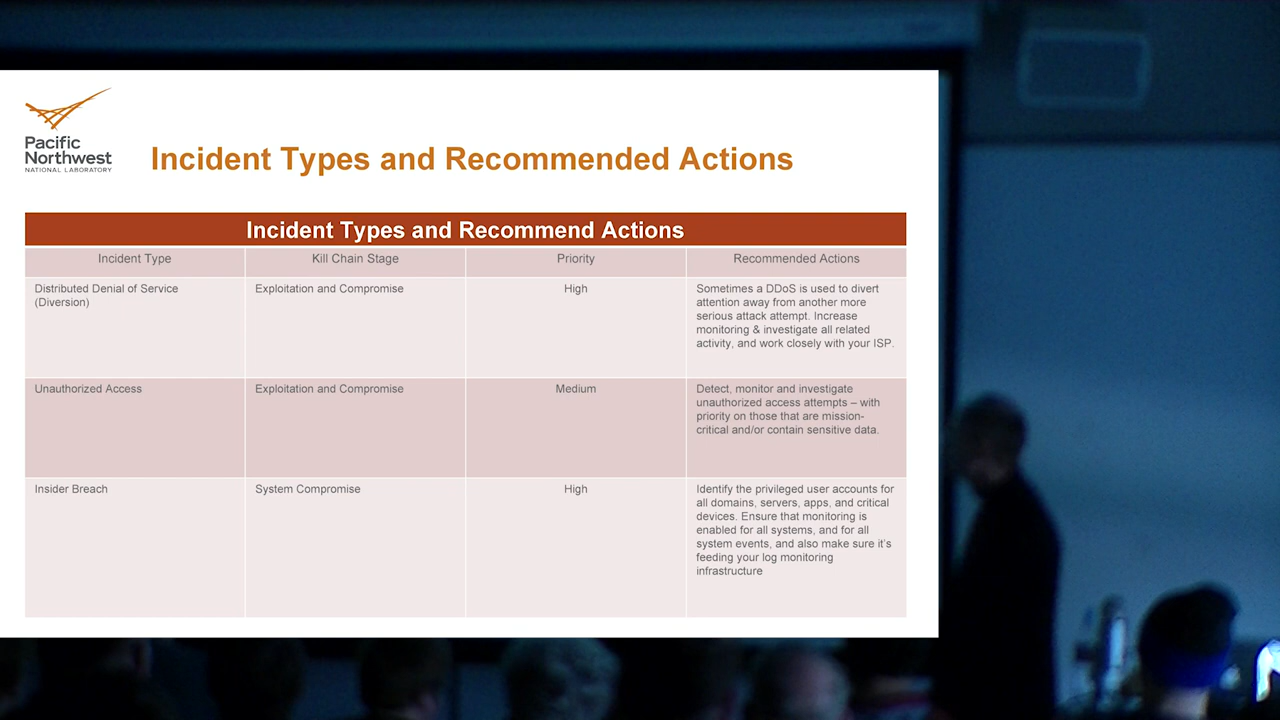 Pacific
Northwest
NATIONAL LABORATORY
Incident Types and Recommended Actions
Incident Types and Recommend Actions
Incident Type
Kill Chain Stage
Priority
Recommended Actions
Distributed Denial of Service
(Diversion)
Exploitation and Compromise
High
Sometimes a DDoS is used to divert
attention away from another more
serious attack attempt. Increase
monitoring & investigate all related
activity, and work closely with your ISP.
Unauthorized Access
Exploitation and Compromise
Medium
Detect, monitor and investigate
unauthorized access attempts – with
priority on those that are mission-
critical and/or contain sensitive data.
Insider Breach
System Compromise
High
Identify the privileged user accounts for
all domains, servers, apps, and critical
devices. Ensure that monitoring is
enabled for all systems, and for all
system events, and also make sure it's
feeding your log monitoring
infrastructure